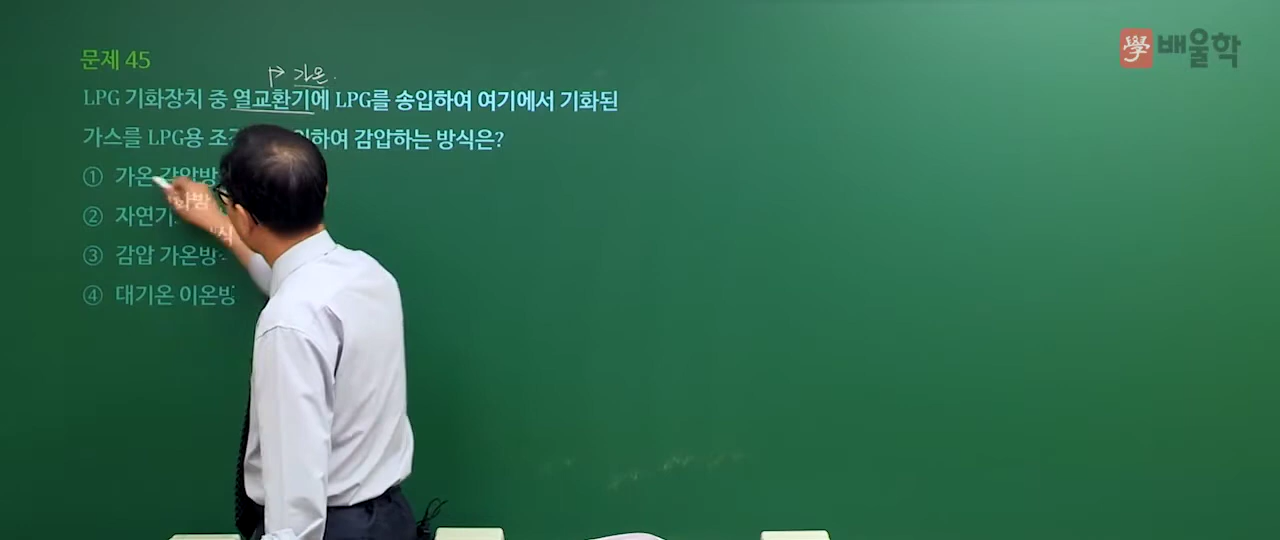 學 배울학
문제 45
가온.
LPG 기화장치 중 열교환기에 LPG를 송입하여 여기에서 기화된
가스를 LPG용 조 하여 감압하는 방식은?
① 가온 감압방
② 자연기
③ 감압 가온방
④ 대기온 이온방